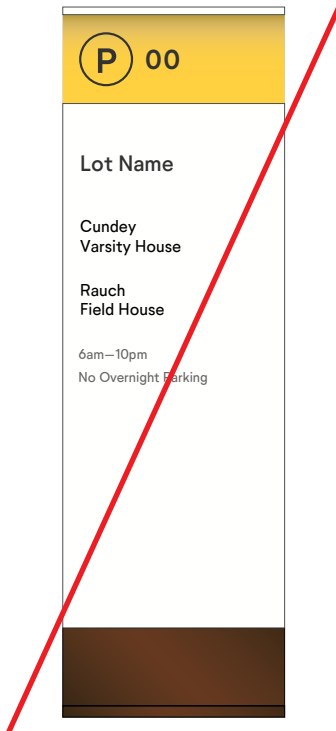 P 00
Lot Name
Cundey
Varsity House
Rauch
Field House
6am—10pm
No Overnight Parking